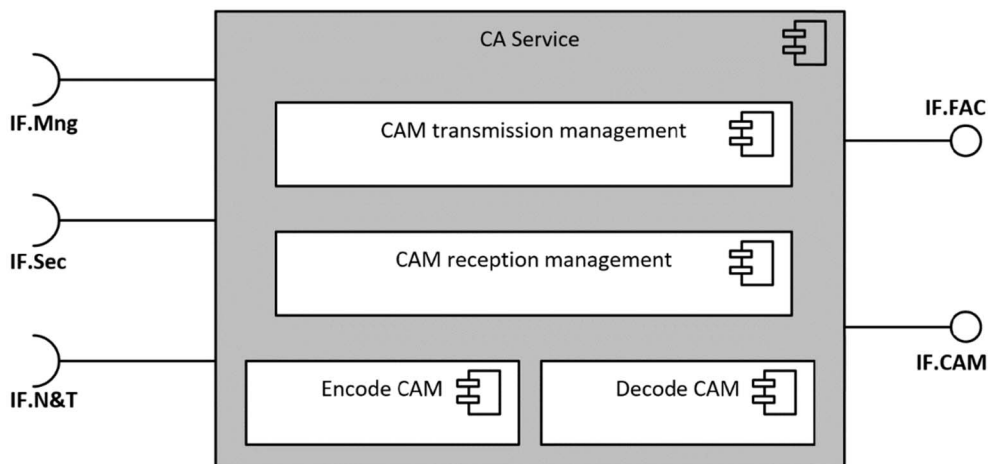 CA Service
IF.Mng
IF.FAC
CAM transmission management
IF.Sec
CAM reception management
IF.CAM
IF.N&T
Encode CAM
Decode CAM